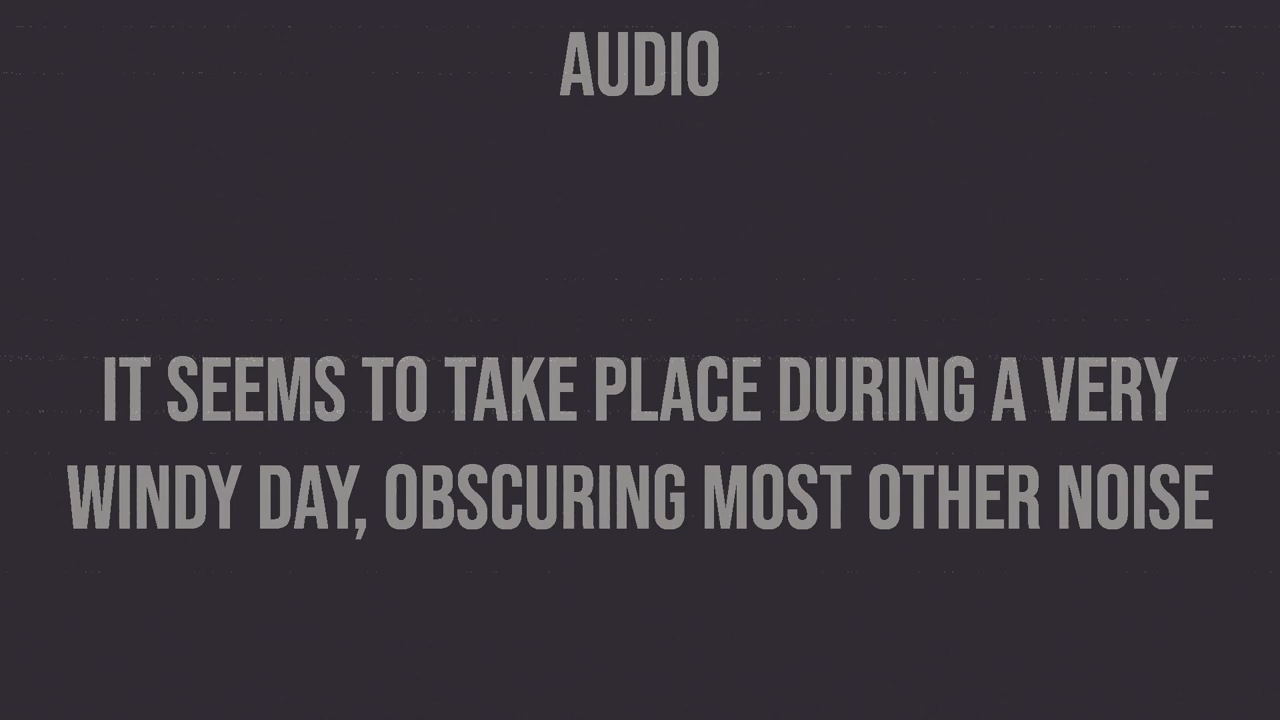 AUDIO
IT SEEMS TO TAKE PLACE DURING A VERY
WINDY DAY, OBSCURING MOST OTHER NOISE